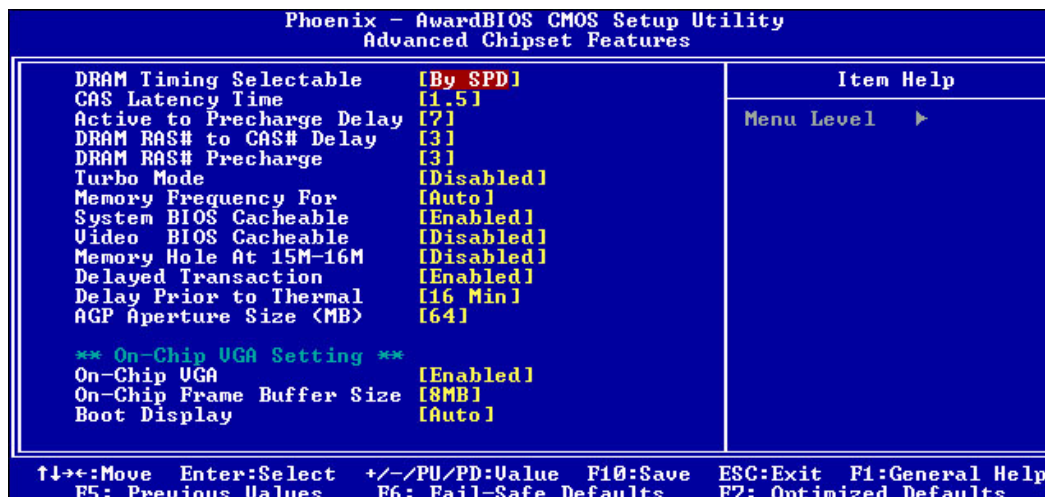 Phoenix - AwardBIOS CMOS Setup Utility
Advanced Chipset Features
DRAM Timing Selectable [By SPD]
CAS Latency Time [1.5]
Active to Precharge Delay [7]
DRAM RAS# to CAS# Delay [3]
DRAM RAS# Precharge [3]
Turbo Mode [Disabled]
Memory Frequency For [Auto]
System BIOS Cacheable [Enabled]
Video BIOS Cacheable [Disabled]
Memory Hole At 15M-16M [Disabled]
Delayed Transaction [Enabled]
Delay Prior to Thermal [16 Min]
AGP Aperture Size (MB) [64]
** On-Chip VGA Setting **
On-Chip VGA [Enabled]
On-Chip Frame Buffer Size [8MB]
Boot Display [Auto]
Item Help
Menu Level ▶
↑↓→←:Move Enter:Select +/-/PU/PD:Value F10:Save ESC:Exit F1:General Help
F5: Previous Values F6: Fail-Safe Defaults F7: Optimized Defaults